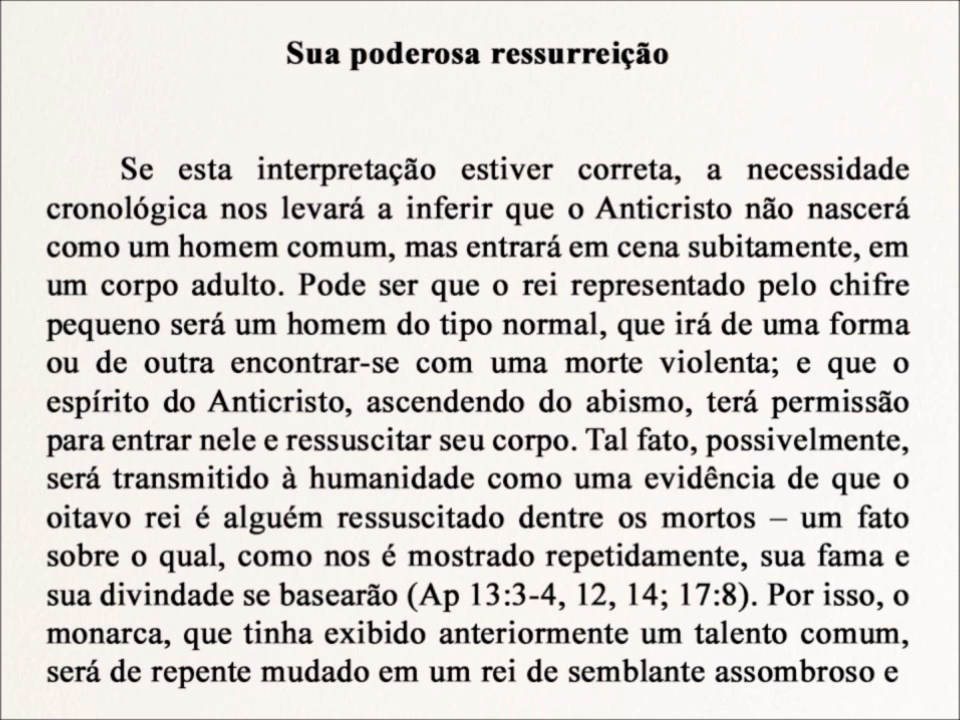 Sua poderosa ressurreição
Se esta interpretação estiver correta, a necessidade
cronológica nos levará a inferir que o Anticristo não nascerá
como um homem comum, mas entrará em cena subitamente, em
um corpo adulto. Pode ser que o rei representado pelo chifre
pequeno será um homem do tipo normal, que irá de uma forma
ou de outra encontrar-se com uma morte violenta; e que o
espírito do Anticristo, ascendendo do abismo, terá permissão
para entrar nele e ressuscitar seu corpo. Tal fato, possivelmente,
será transmitido à humanidade como uma evidência de que o
oitavo rei é alguém ressuscitado dentre os mortos – um fato
sobre o qual, como nos é mostrado repetidamente, sua fama e
sua divindade se basearão (Ap 13:3-4, 12, 14; 17:8). Por isso, o
monarca, que tinha exibido anteriormente um talento comum,
será de repente mudado em um rei de semblante assombroso e